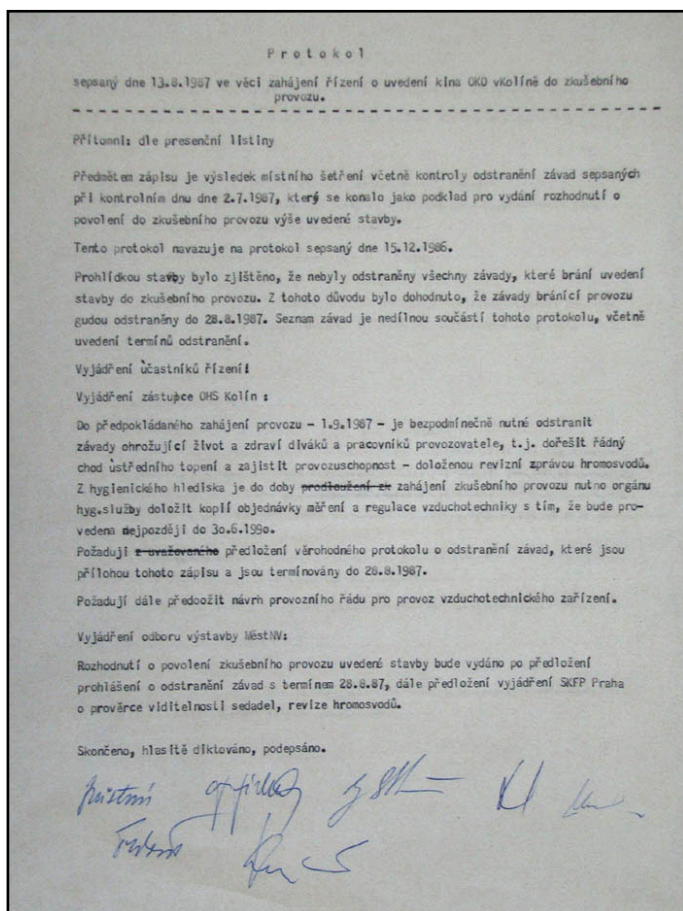 P r o t o k o l
sepsaný dne 13.8.1987 ve věci zahájení řízení o uvedení kina OKO vKolíně do zkušebního
provozu.
Přítomni: dle presenční listiny
Předmětem zápisu je výsledek místního šetření včetně kontroly odstranění závad sepsaných
při kontrolním dnu dne 2.7.1987, který se konalo jako podklad pro vydání rozhodnutí o
povolení do zkušebního provozu výše uvedené stavby.
Tento protokol navazuje na protokol sepsaný dne 15.12.1986.
Prohlídkou stavby bylo zjištěno, že nebyly odstraněny všechny závady, které brání uvedení
stavby do zkušebního provozu. Z tohoto důvodu bylo dohodnuto, že závady bránící provozu
gudou odstraněny do 28.8.1987. Seznam závad je nedílnou součástí tohoto protokolu, včetně
uvedení termínů odstranění.
Vyjádření účastníků řízení!
Vyjádření zástupce OHS Kolín :
Do předpokládaného zahájení provozu - 1.9.1987 - je bezpodmínečně nutné odstranit
závady ohrožující život a zdraví diváků a pracovníků provozovatele, t.j. dořešit řádný
chod ústředního topení a zajistit provozuschopnost - doloženou revizní zprávou hromosvodů.
Z hygienického hlediska je do doby prodloužení zk zahájení zkušebního provozu nutno orgánu
hyg.služby doložit kopií objednávky měření a regulace vzduchotechniky s tím, že bude pro-
vedena nejpozději do 30.6.1990.
Požaduji z uvažovaného předložení věrohodného protokolu o odstranění závad, které jsou
přílohou tohoto zápisu a jsou termínovány do 28.8.1987.
Požadují dále předoožit návrh provozního řádu pro provoz vzduchotechnického zařízení.
Vyjádření odboru výstavby MěstNV:
Rozhodnutí o povolení zkušebního provozu uvedené stavby bude vydáno po předložení
prohlášení o odstranění závad s termínem 28.8.87, dále předložení vyjádření SKFP Praha
o prověrce viditelnosti sedadel, revize hromosvodů.
Skončeno, hlasitě diktováno, podepsáno.